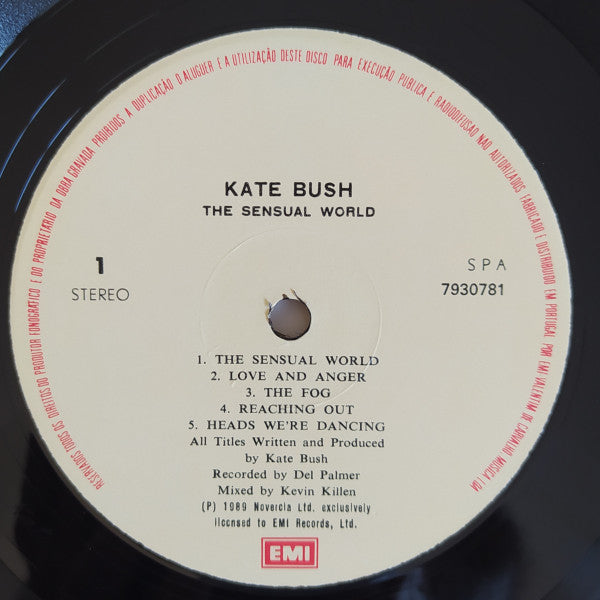 RESERVADOS TODOS OS DIREITOS DO PRODUTOR FONOGRÁFICO E DO PROPRIETÁRIO DA OBRA GRAVADA PROIBIDOS A DUPLICAÇÃO O ALUGUER E A UTILIZAÇÃO DESTE DISCO PARA EXECUÇÃO PUBLICA E RADIODIFUSÃO NÃO AUTORIZADOS FABRICADO E DISTRIBUIDO EM PORTUGAL POR EMI-VALENTIM DE CARVALHO MUSICA LDA
KATE BUSH
THE SENSUAL WORLD
1
STEREO
SPA
7930781
1. THE SENSUAL WORLD
2. LOVE AND ANGER
3. THE FOG
4. REACHING OUT
5. HEADS WE'RE DANCING
All Titles Written and Produced
by Kate Bush
Recorded by Del Palmer
Mixed by Kevin Killen
(P) 1989 Novercia Ltd. exclusively
licensed to EMI Records, Ltd.
EMI